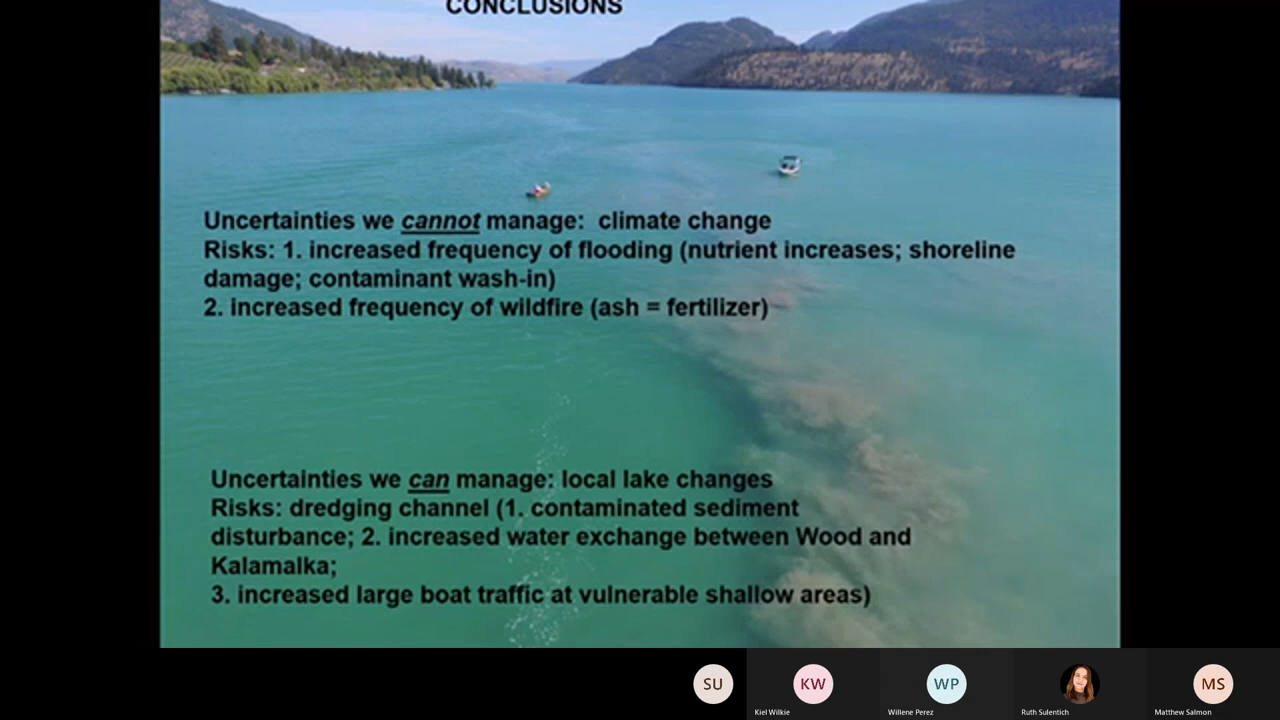 CONCLUSIONS
Uncertainties we cannot manage:  climate change
Risks: 1. increased frequency of flooding (nutrient increases; shoreline
damage; contaminant wash-in)
2. increased frequency of wildfire (ash = fertilizer)
Uncertainties we can manage: local lake changes
Risks: dredging channel (1. contaminated sediment
disturbance; 2. increased water exchange between Wood and
Kalamalka;
3. increased large boat traffic at vulnerable shallow areas)
SU
KW
WP
MS
Kiel Wilkie
Willene Perez
Ruth Sulentich
Matthew Salmon